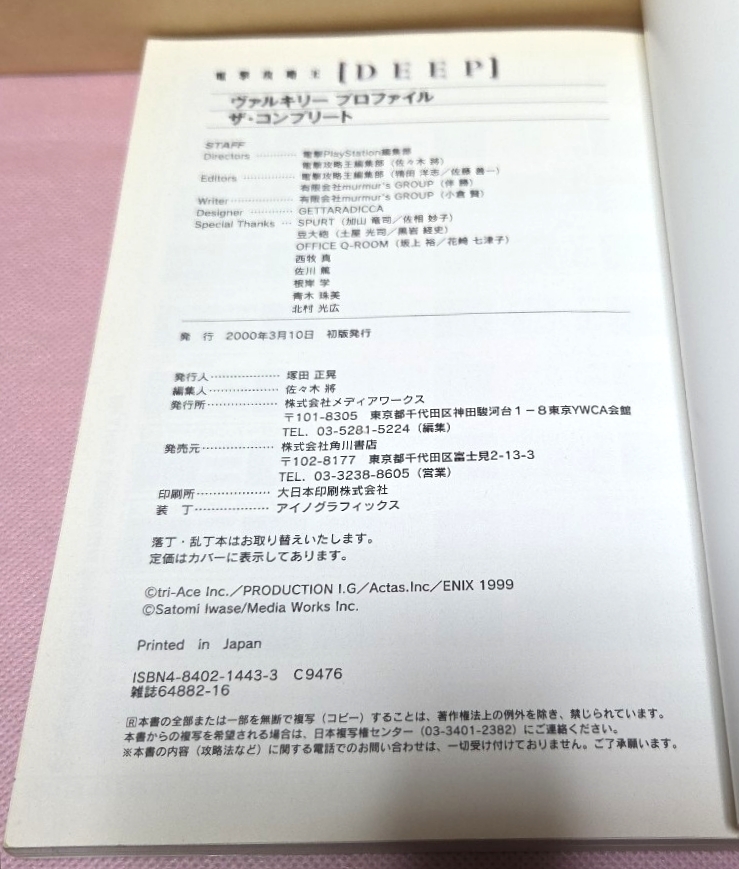 電撃攻略王 [DEEP]
ヴァルキリー プロファイル
ザ・コンプリート
STAFF
Directors ………… 電撃PlayStation編集部
電撃攻略王編集部（佐々木 將）
Editors ………… 電撃攻略王編集部（鴨田 洋志／佐藤 善一）
有限会社murmur's GROUP（伴 勝）
Writer ………… 有限会社murmur's GROUP（小倉 賢）
Designer ………… GETTARADICCA
Special Thanks … SPURT（加山 竜司／佐相 妙子）
豆大砲（土屋 光司／黒岩 経史）
OFFICE Q-ROOM（坂上 裕／花崎 七津子）
西牧 真
佐川 薫
根岸 学
青木 珠美
北村 光広
発 行 2000年3月10日 初版発行
発行人 ……………… 塚田 正晃
編集人 ……………… 佐々木 將
発行所 ……………… 株式会社メディアワークス
〒101-8305 東京都千代田区神田駿河台1－8東京YWCA会館
TEL. 03-5281-5224（編集）
発売元 ……………… 株式会社角川書店
〒102-8177 東京都千代田区富士見2-13-3
TEL. 03-3238-8605（営業）
印刷所 ……………… 大日本印刷株式会社
装 丁 ……………… アイノグラフィックス
落丁・乱丁本はお取り替えいたします。
定価はカバーに表示してあります。
©tri-Ace Inc.／PRODUCTION I.G／Actas.Inc／ENIX 1999
©Satomi Iwase/Media Works Inc.
Printed in Japan
ISBN4-8402-1443-3 C9476
雑誌64882-16
Ⓡ本書の全部または一部を無断で複写（コピー）することは、著作権法上の例外を除き、禁じられています。
本書からの複写を希望される場合は、日本複写権センター（03-3401-2382）にご連絡ください。
※本書の内容（攻略法など）に関する電話でのお問い合わせは、一切受け付けておりません。ご了承願います。